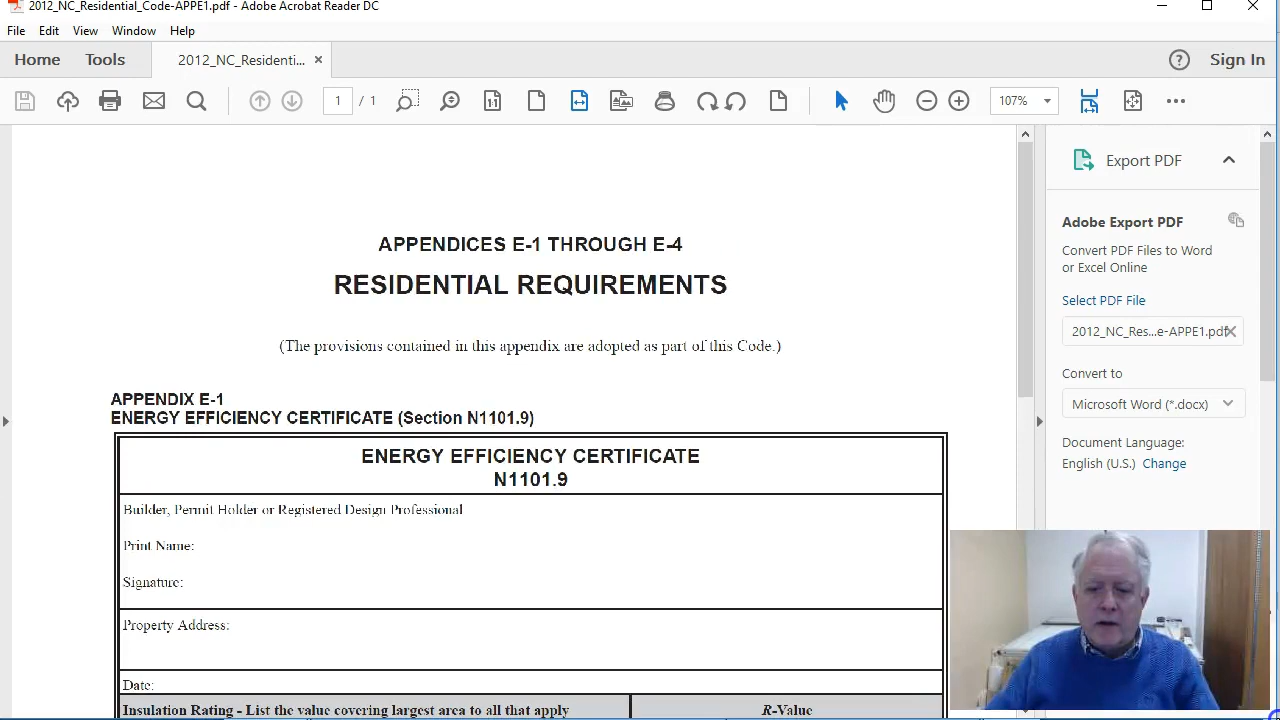 2012_NC_Residential_Code-APPE1.pdf - Adobe Acrobat Reader DC
File Edit View Window Help
Home Tools 2012_NC_Residenti... × ? Sign In
1 / 1 107%
Export PDF
Adobe Export PDF
Convert PDF Files to Word
or Excel Online
Select PDF File
2012_NC_Res...e-APPE1.pdf
Convert to
Microsoft Word (*.docx)
Document Language:
English (U.S.) Change
APPENDICES E-1 THROUGH E-4
RESIDENTIAL REQUIREMENTS
(The provisions contained in this appendix are adopted as part of this Code.)
APPENDIX E-1
ENERGY EFFICIENCY CERTIFICATE (Section N1101.9)
ENERGY EFFICIENCY CERTIFICATE
N1101.9
Builder, Permit Holder or Registered Design Professional
Print Name:
Signature:
Property Address:
Date:
Insulation Rating - List the value covering largest area to all that apply R-Value